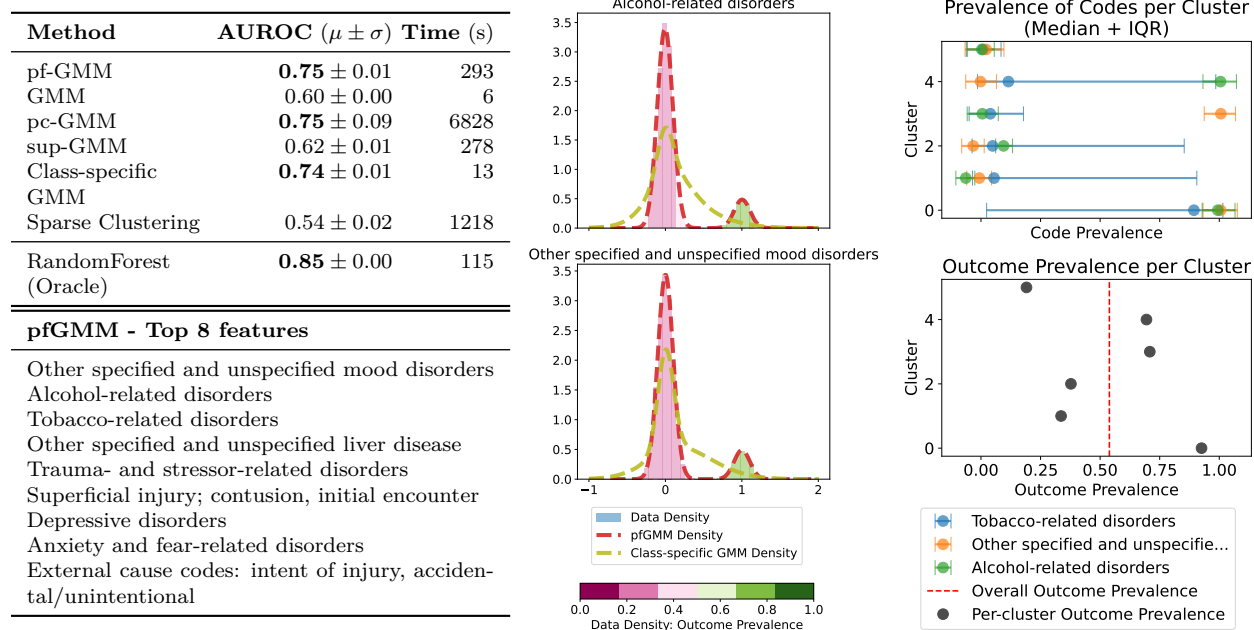 Method AUROC (μ ± σ) Time (s)
pf-GMM 0.75 ± 0.01 293
GMM 0.60 ± 0.00 6
pc-GMM 0.75 ± 0.09 6828
sup-GMM 0.62 ± 0.01 278
Class-specific 0.74 ± 0.01 13
GMM
Sparse Clustering 0.54 ± 0.02 1218
RandomForest 0.85 ± 0.00 115
(Oracle)
pfGMM - Top 8 features
Other specified and unspecified mood disorders
Alcohol-related disorders
Tobacco-related disorders
Other specified and unspecified liver disease
Trauma- and stressor-related disorders
Superficial injury; contusion, initial encounter
Depressive disorders
Anxiety and fear-related disorders
External cause codes: intent of injury, acciden-
tal/unintentional
Alcohol-related disorders
3.5
3.0
2.5
2.0
1.5
1.0
0.5
0.0
Other specified and unspecified mood disorders
3.5
3.0
2.5
2.0
1.5
1.0
0.5
0.0
−1 0 1 2
Data Density
pfGMM Density
Class-specific GMM Density
0.0 0.2 0.3 0.5 0.7 0.8 1.0
Data Density: Outcome Prevalence
Prevalence of Codes per Cluster
(Median + IQR)
4
2
0
Cluster
Code Prevalence
Outcome Prevalence per Cluster
4
2
0
Cluster
0.00 0.25 0.50 0.75 1.00
Outcome Prevalence
Tobacco-related disorders
Other specified and unspecifie...
Alcohol-related disorders
Overall Outcome Prevalence
Per-cluster Outcome Prevalence